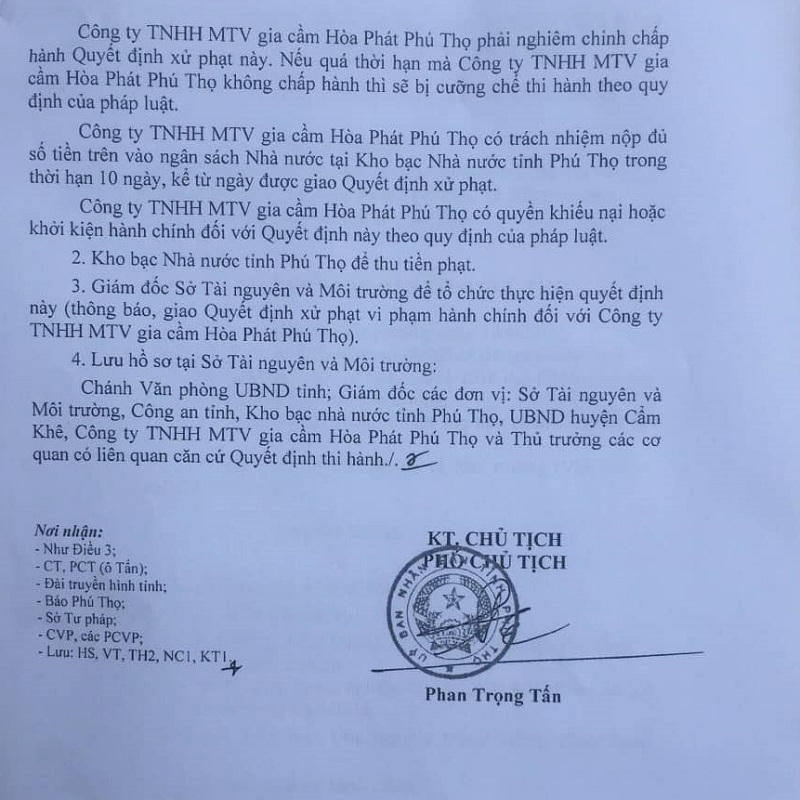 Công ty TNHH MTV gia cầm Hòa Phát Phú Thọ phải nghiêm chỉnh chấp
hành Quyết định xử phạt này. Nếu quá thời hạn mà Công ty TNHH MTV gia
cầm Hòa Phát Phú Thọ không chấp hành thì sẽ bị cưỡng chế thi hành theo quy
định của pháp luật.
Công ty TNHH MTV gia cầm Hòa Phát Phú Thọ có trách nhiệm nộp đủ
số tiền trên vào ngân sách Nhà nước tại Kho bạc Nhà nước tỉnh Phú Thọ trong
thời hạn 10 ngày, kể từ ngày được giao Quyết định xử phạt.
Công ty TNHH MTV gia cầm Hòa Phát Phú Thọ có quyền khiếu nại hoặc
khởi kiện hành chính đối với Quyết định này theo quy định của pháp luật.
2. Kho bạc Nhà nước tỉnh Phú Thọ để thu tiền phạt.
3. Giám đốc Sở Tài nguyên và Môi trường để tổ chức thực hiện quyết định
này (thông báo, giao Quyết định xử phạt vi phạm hành chính đối với Công ty
TNHH MTV gia cầm Hòa Phát Phú Thọ).
4. Lưu hồ sơ tại Sở Tài nguyên và Môi trường:
Chánh Văn phòng UBND tỉnh; Giám đốc các đơn vị: Sở Tài nguyên và
Môi trường, Công an tỉnh, Kho bạc nhà nước tỉnh Phú Thọ, UBND huyện Cẩm
Khê, Công ty TNHH MTV gia cầm Hòa Phát Phú Thọ và Thủ trưởng các cơ
quan có liên quan căn cứ Quyết định thi hành./.
Nơi nhận:
- Như Điều 3;
- CT, PCT (ô Tấn);
- Đài truyền hình tỉnh;
- Báo Phú Thọ;
- Sở Tư pháp;
- CVP, các PCVP;
- Lưu: HS, VT, TH2, NC1, KT1
KT. CHỦ TỊCH
PHÓ CHỦ TỊCH
ỦY BAN NHÂN DÂN TỈNH PHÚ THỌ
Phan Trọng Tấn